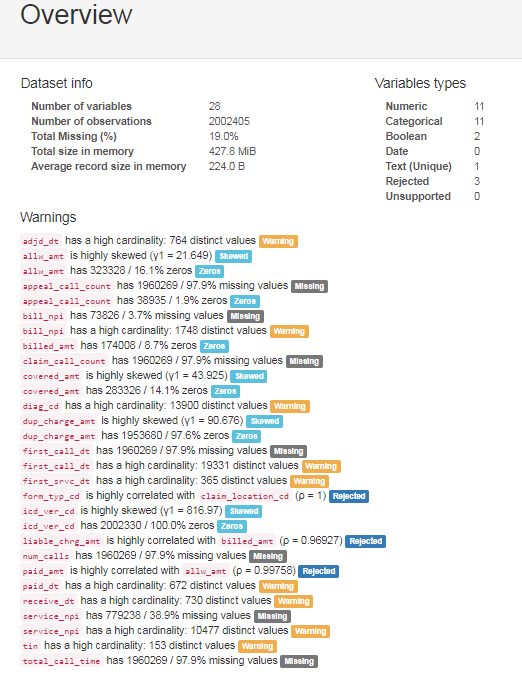 Overview
Dataset info
Number of variables 28
Number of observations 2002405
Total Missing (%) 19.0%
Total size in memory 427.8 MiB
Average record size in memory 224.0 B
Variables types
Numeric 11
Categorical 11
Boolean 2
Date 0
Text (Unique) 1
Rejected 3
Unsupported 0
Warnings
adjd_dt has a high cardinality: 764 distinct values Warning
allw_amt is highly skewed (γ1 = 21.649) Skewed
allw_amt has 323328 / 16.1% zeros Zeros
appeal_call_count has 1960269 / 97.9% missing values Missing
appeal_call_count has 38935 / 1.9% zeros Zeros
bill_npi has 73826 / 3.7% missing values Missing
bill_npi has a high cardinality: 1748 distinct values Warning
billed_amt has 174008 / 8.7% zeros Zeros
claim_call_count has 1960269 / 97.9% missing values Missing
covered_amt is highly skewed (γ1 = 43.925) Skewed
covered_amt has 283326 / 14.1% zeros Zeros
diag_cd has a high cardinality: 13900 distinct values Warning
dup_charge_amt is highly skewed (γ1 = 90.676) Skewed
dup_charge_amt has 1953680 / 97.6% zeros Zeros
first_call_dt has 1960269 / 97.9% missing values Missing
first_call_dt has a high cardinality: 19331 distinct values Warning
first_srvc_dt has a high cardinality: 365 distinct values Warning
form_typ_cd is highly correlated with claim_location_cd (ρ = 1) Rejected
icd_ver_cd is highly skewed (γ1 = 816.97) Skewed
icd_ver_cd has 2002330 / 100.0% zeros Zeros
liable_chrg_amt is highly correlated with billed_amt (ρ = 0.96927) Rejected
num_calls has 1960269 / 97.9% missing values Missing
paid_amt is highly correlated with allw_amt (ρ = 0.99758) Rejected
paid_dt has a high cardinality: 672 distinct values Warning
receive_dt has a high cardinality: 730 distinct values Warning
service_npi has 779238 / 38.9% missing values Missing
service_npi has a high cardinality: 10477 distinct values Warning
tin has a high cardinality: 153 distinct values Warning
total_call_time has 1960269 / 97.9% missing values Missing